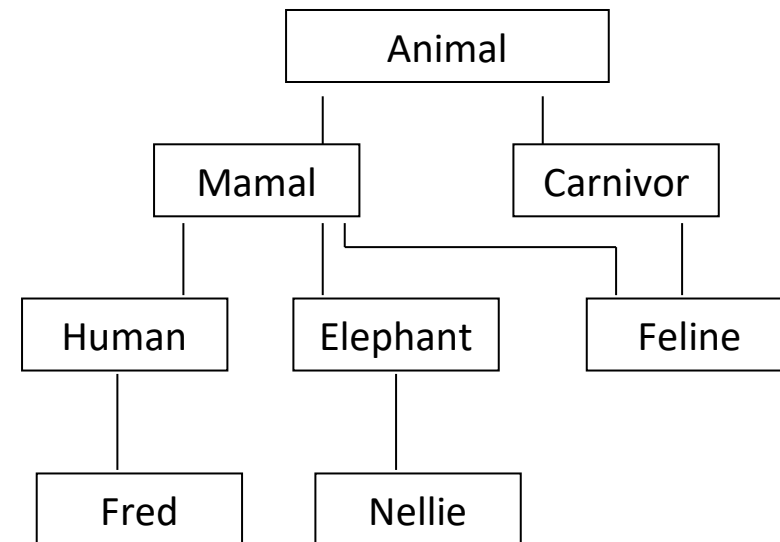 Animal
Mamal
Carnivor
Human
Elephant
Feline
Fred
Nellie